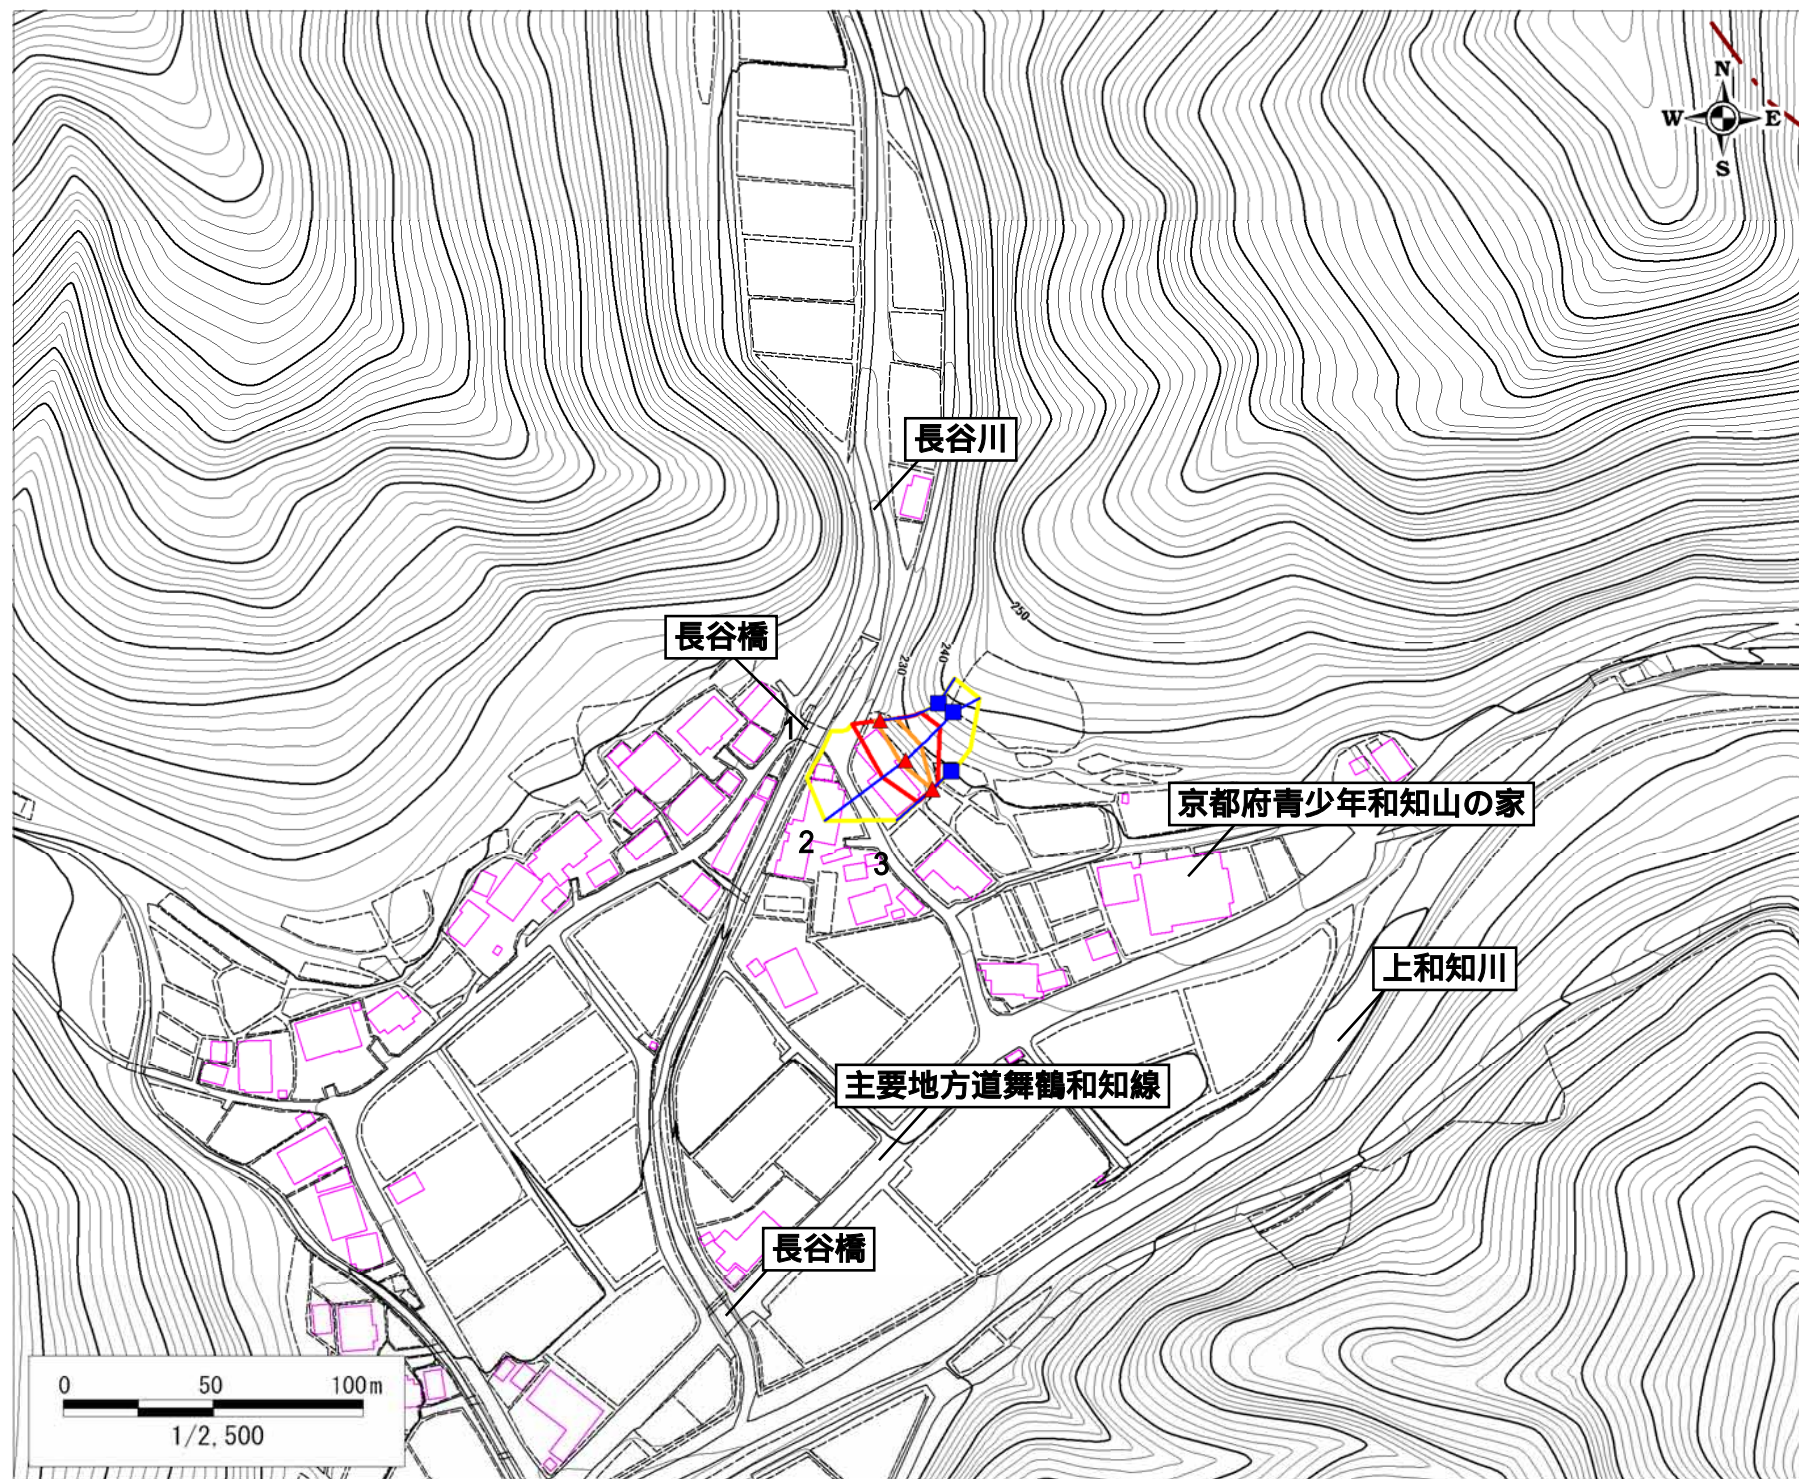 N
W E
S
長谷川
250
長谷橋
240
230
1
京都府青少年和知山の家
2
3
上和知川
主要地方道舞鶴和知線
長谷橋
0 50 100m
1/2,500